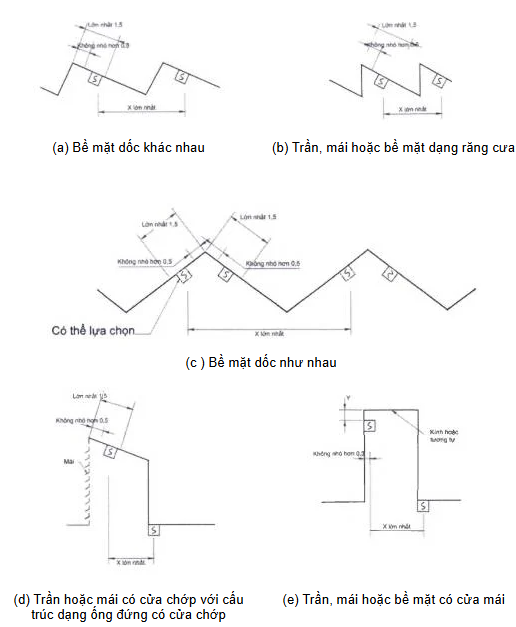 Lớn nhất 1.5
Không nhỏ hơn 0.5
S
S
X lớn nhất
(a) Bề mặt dốc khác nhau
Lớn nhất 1.5
Không nhỏ hơn
S
S
X lớn nhất
(b) Trần, mái hoặc bề mặt dạng răng cưa
Lớn nhất 1.5
Lớn nhất 1.5
Không nhỏ hơn 0.5
Không nhỏ hơn 0.5
S
S
S
S
Có thể lựa chọn
X lớn nhất
(c ) Bề mặt dốc như nhau
Lớn nhất 1.5
Không nhỏ hơn 0.5
S
Mái
S
X lớn nhất
(d) Trần hoặc mái có cửa chớp với cấu
trúc dạng ống đứng có cửa chớp
Y
S
Kính hoặc
tương tự
Không nhỏ hơn
S
X lớn nhất
(e) Trần, mái hoặc bề mặt có cửa mái